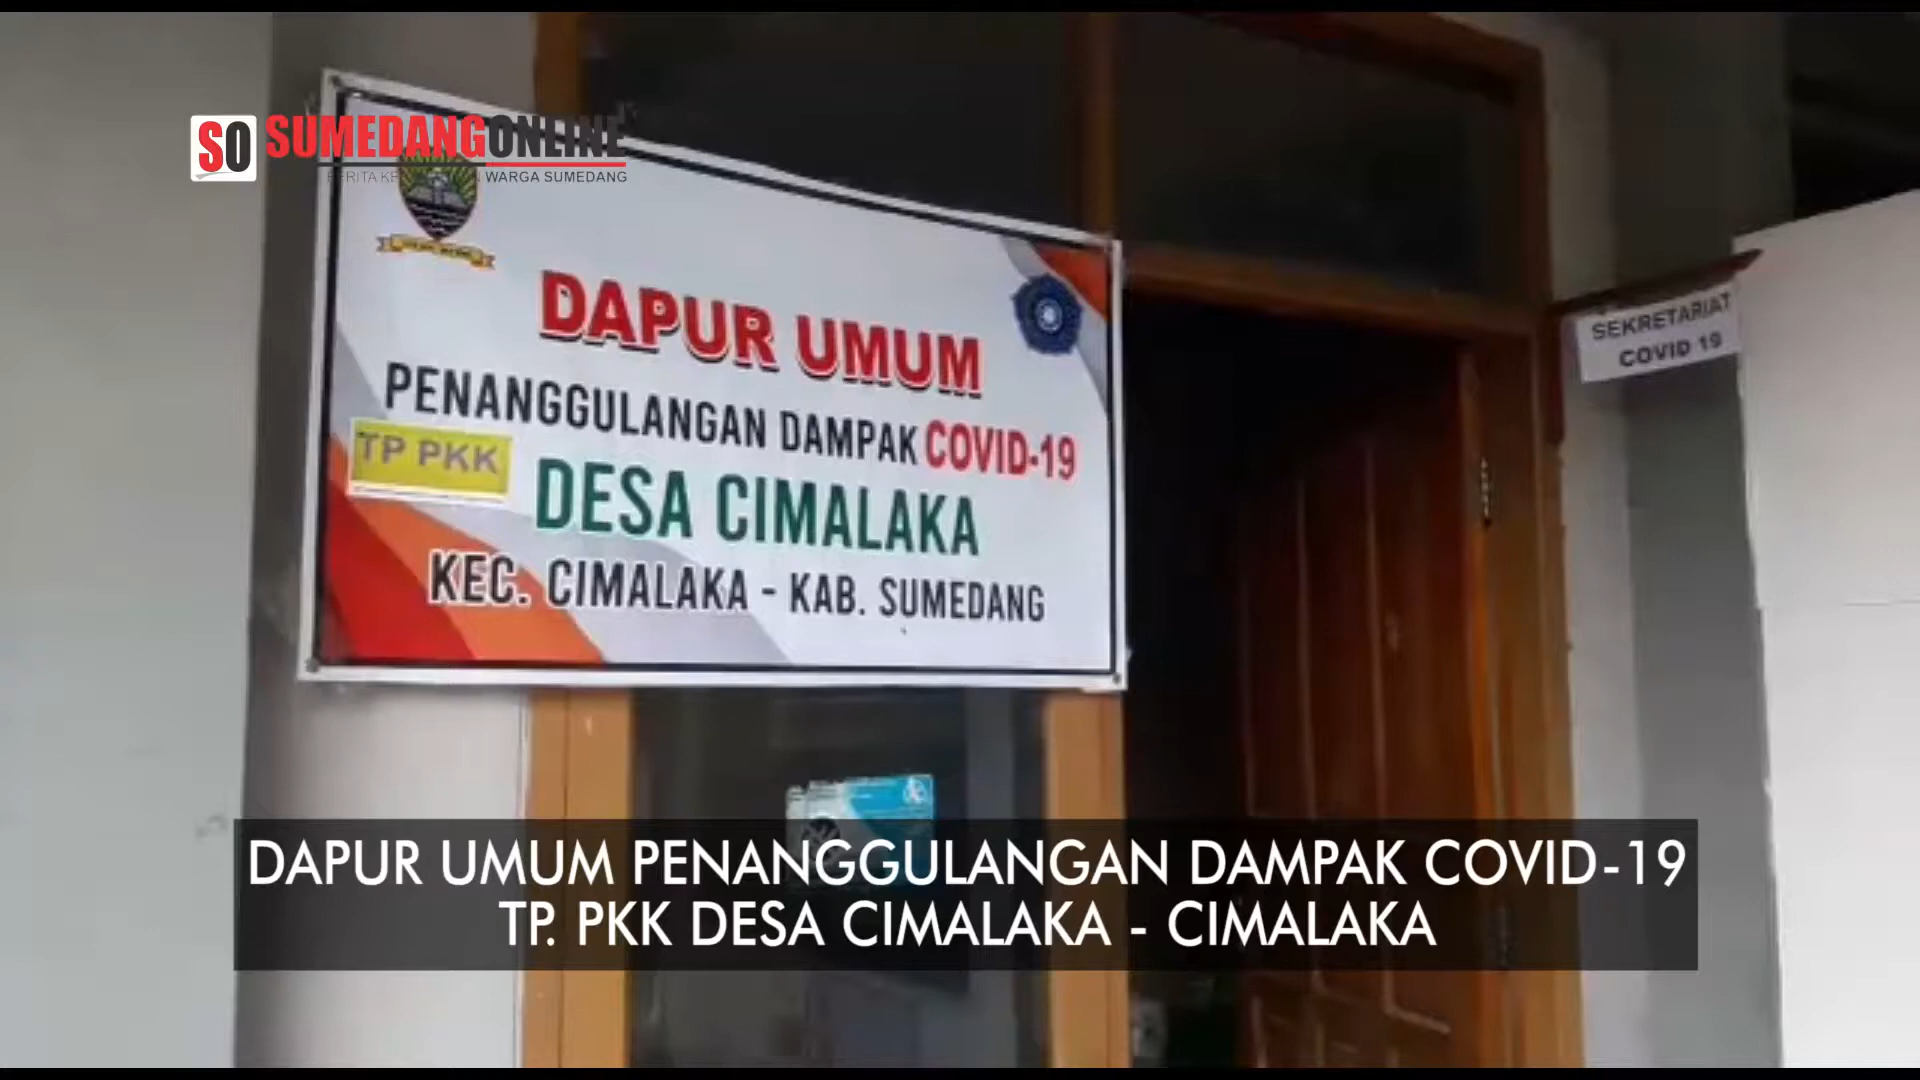 SO SUMEDANGONLINE
WARGA SUMEDANG
DAPUR UMUM
PENANGGULANGAN DAMPAK COVID-19
TP PKK
DESA CIMALAKA
KEC. CIMALAKA - KAB. SUMEDANG
SEKRETARIAT
COVID 19
DAPUR UMUM PENANGGULANGAN DAMPAK COVID-19
TP. PKK DESA CIMALAKA - CIMALAKA